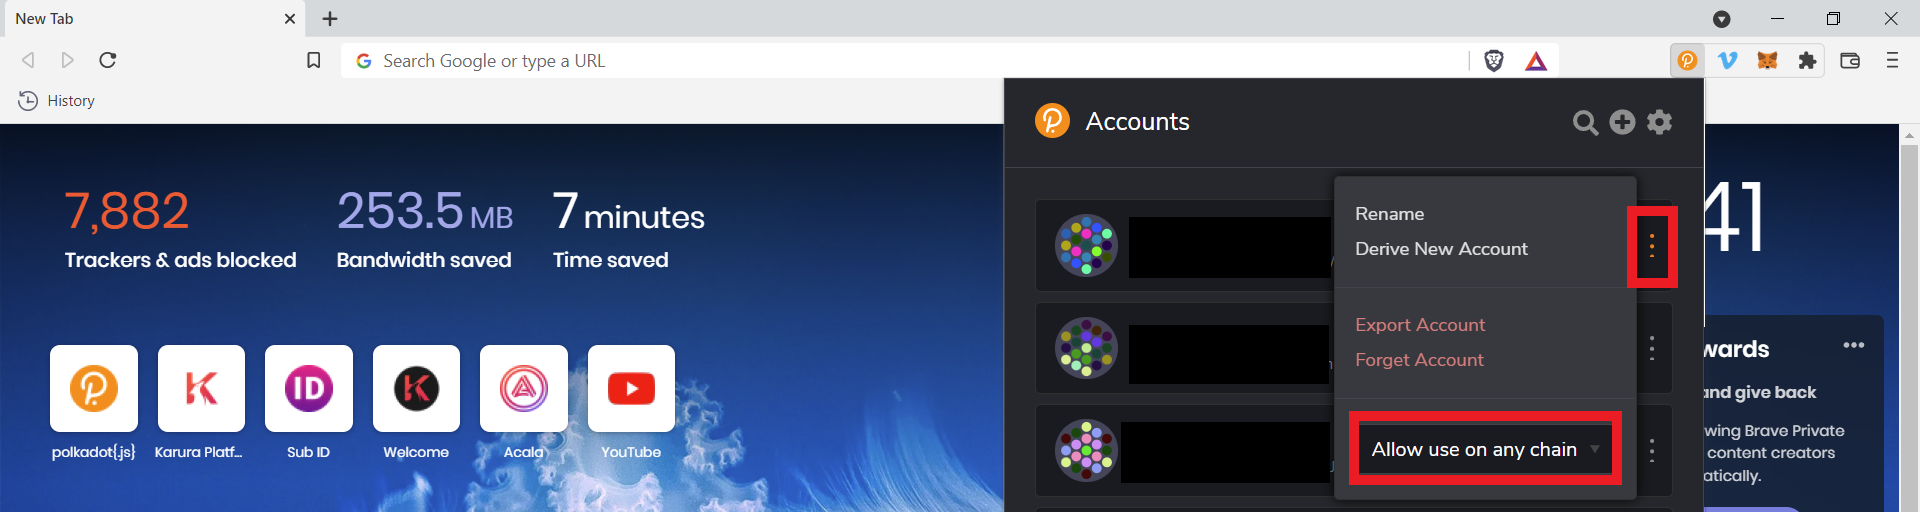 New Tab
Search Google or type a URL
History
Accounts
7,882
Trackers & ads blocked
253.5 MB
Bandwidth saved
7 minutes
Time saved
polkadot{.js}
Karura Platf...
ID
Sub ID
Welcome
Acala
YouTube
Rename
Derive New Account
Export Account
Forget Account
Allow use on any chain
41
wards
and give back
wing Brave Private
content creators
matically.